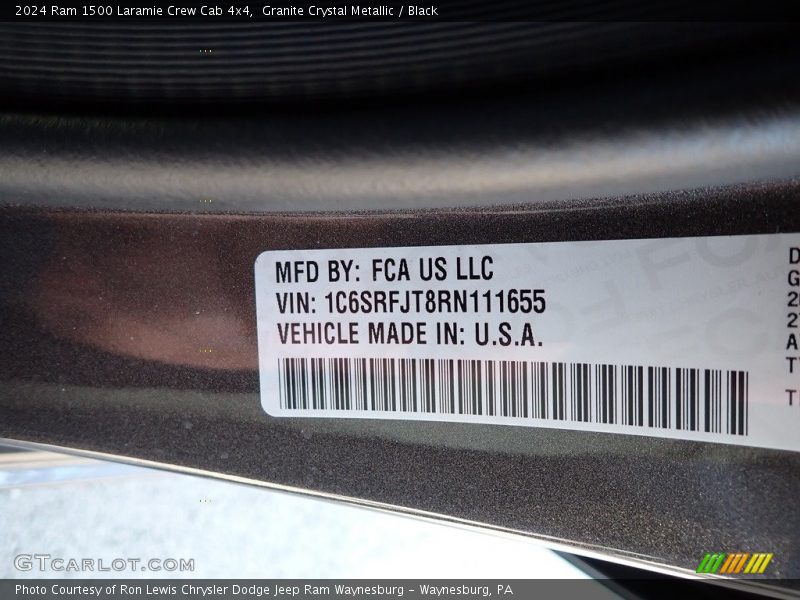 2024 Ram 1500 Laramie Crew Cab 4x4,  Granite Crystal Metallic / Black
MFD BY: FCA US LLC
VIN: 1C6SRFJT8RN111655
VEHICLE MADE IN: U.S.A.
GTCARLOT.COM
Photo Courtesy of Ron Lewis Chrysler Dodge Jeep Ram Waynesburg - Waynesburg, PA